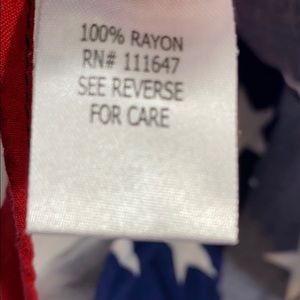 100% RAYON
RN# 111647
SEE REVERSE
FOR CARE